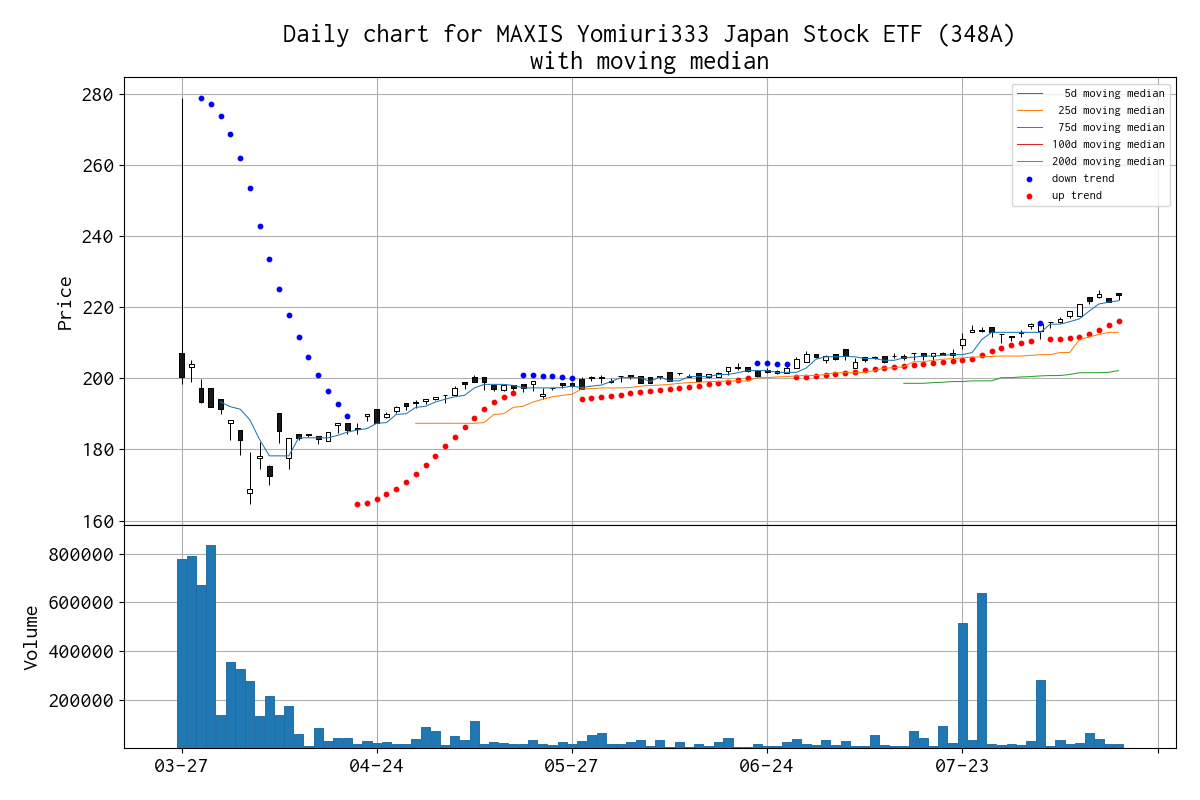 Daily chart for MAXIS Yomiuri333 Japan Stock ETF (348A)
with moving median
Price
280
260
240
220
200
180
160
5d moving median
25d moving median
75d moving median
100d moving median
200d moving median
down trend
up trend
Volume
800000
600000
400000
200000
03-27
04-24
05-27
06-24
07-23